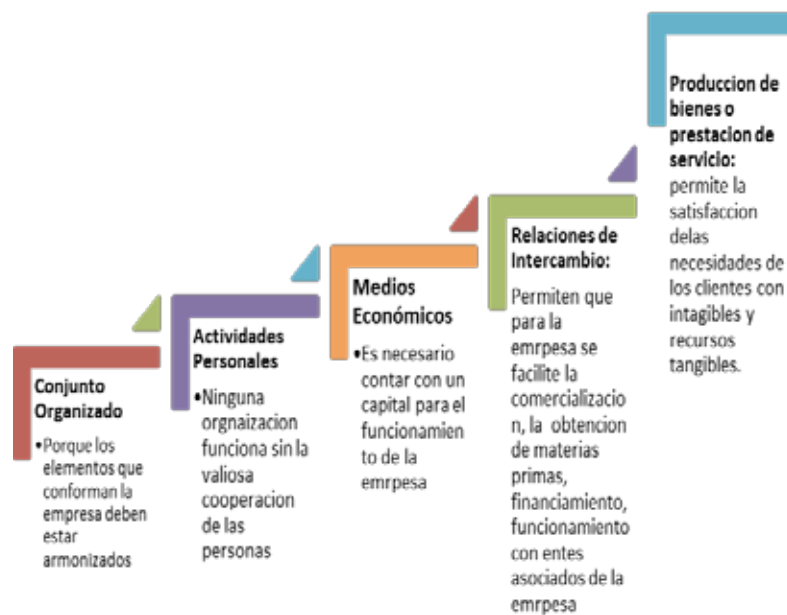 Conjunto
Organizado
•Porque los
elementos que
conforman la
empresa deben
estar
armonizados
Actividades
Personales
•Ninguna
orgnaizacion
funciona sin la
valiosa
cooperacion
de las
personas
Medios
Económicos
•Es necesario
contar con un
capital para el
funcionamien
to de la
emrpesa
Relaciones de
Intercambio:
Permiten que
para la
emrpesa se
facilite la
comercializacio
n, la obtencion
de materias
primas,
financiamiento,
funcionamiento
con entes
asociados de la
emrpesa
Produccion de
bienes o
prestacion de
servicio:
permite la
satisfaccion
delas
necesidades de
los clientes con
intagibles y
recursos
tangibles.